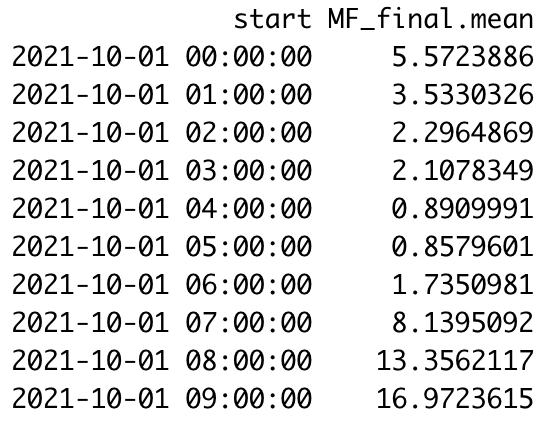 start MF_final.mean
2021-10-01 00:00:00 5.5723886
2021-10-01 01:00:00 3.5330326
2021-10-01 02:00:00 2.2964869
2021-10-01 03:00:00 2.1078349
2021-10-01 04:00:00 0.8909991
2021-10-01 05:00:00 0.8579601
2021-10-01 06:00:00 1.7350981
2021-10-01 07:00:00 8.1395092
2021-10-01 08:00:00 13.3562117
2021-10-01 09:00:00 16.9723615